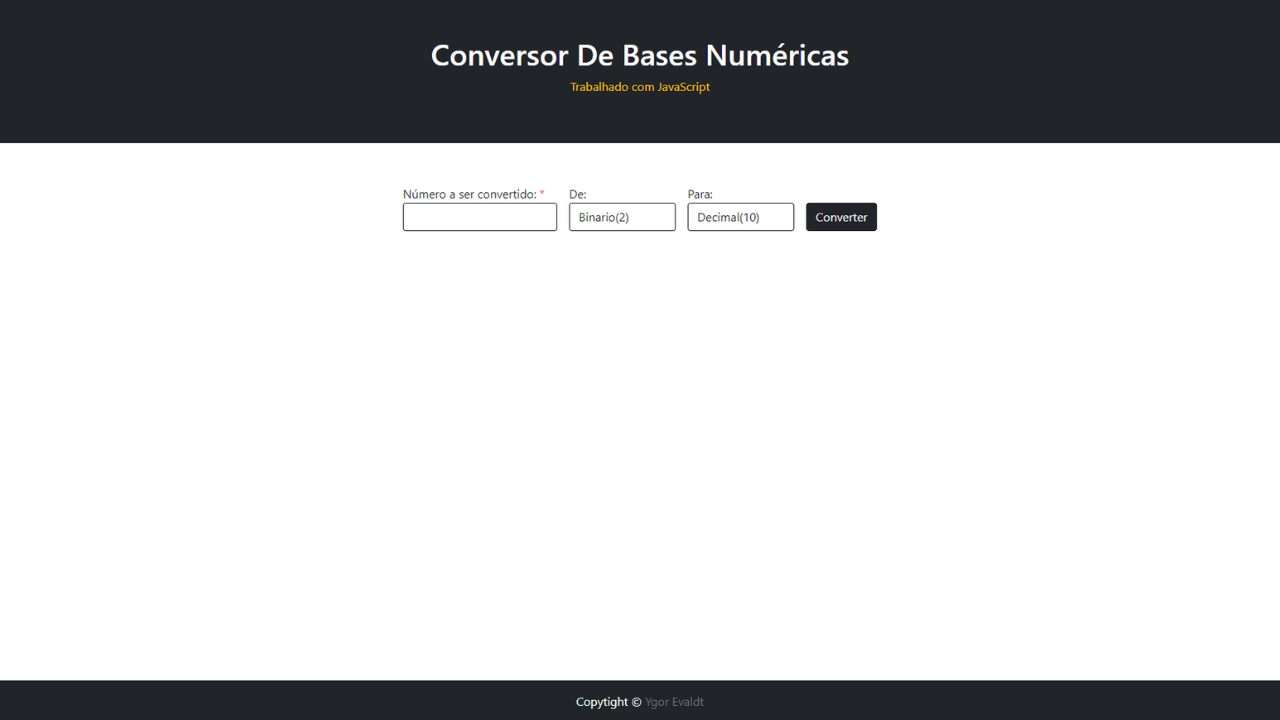 Conversor De Bases Numéricas
Trabalhado com JavaScript
Número a ser convertido: * De: Para:
Binario(2) Decimal(10) Converter
Copytight © Ygor Evaldt